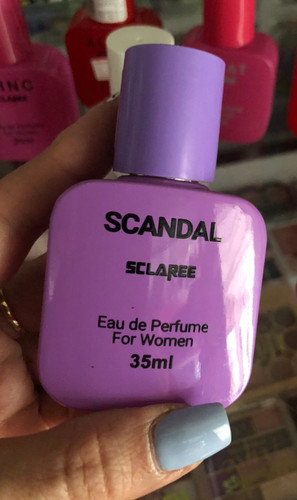 SCANDAL
SCLAREE
Eau de Perfume
For Women
35ml